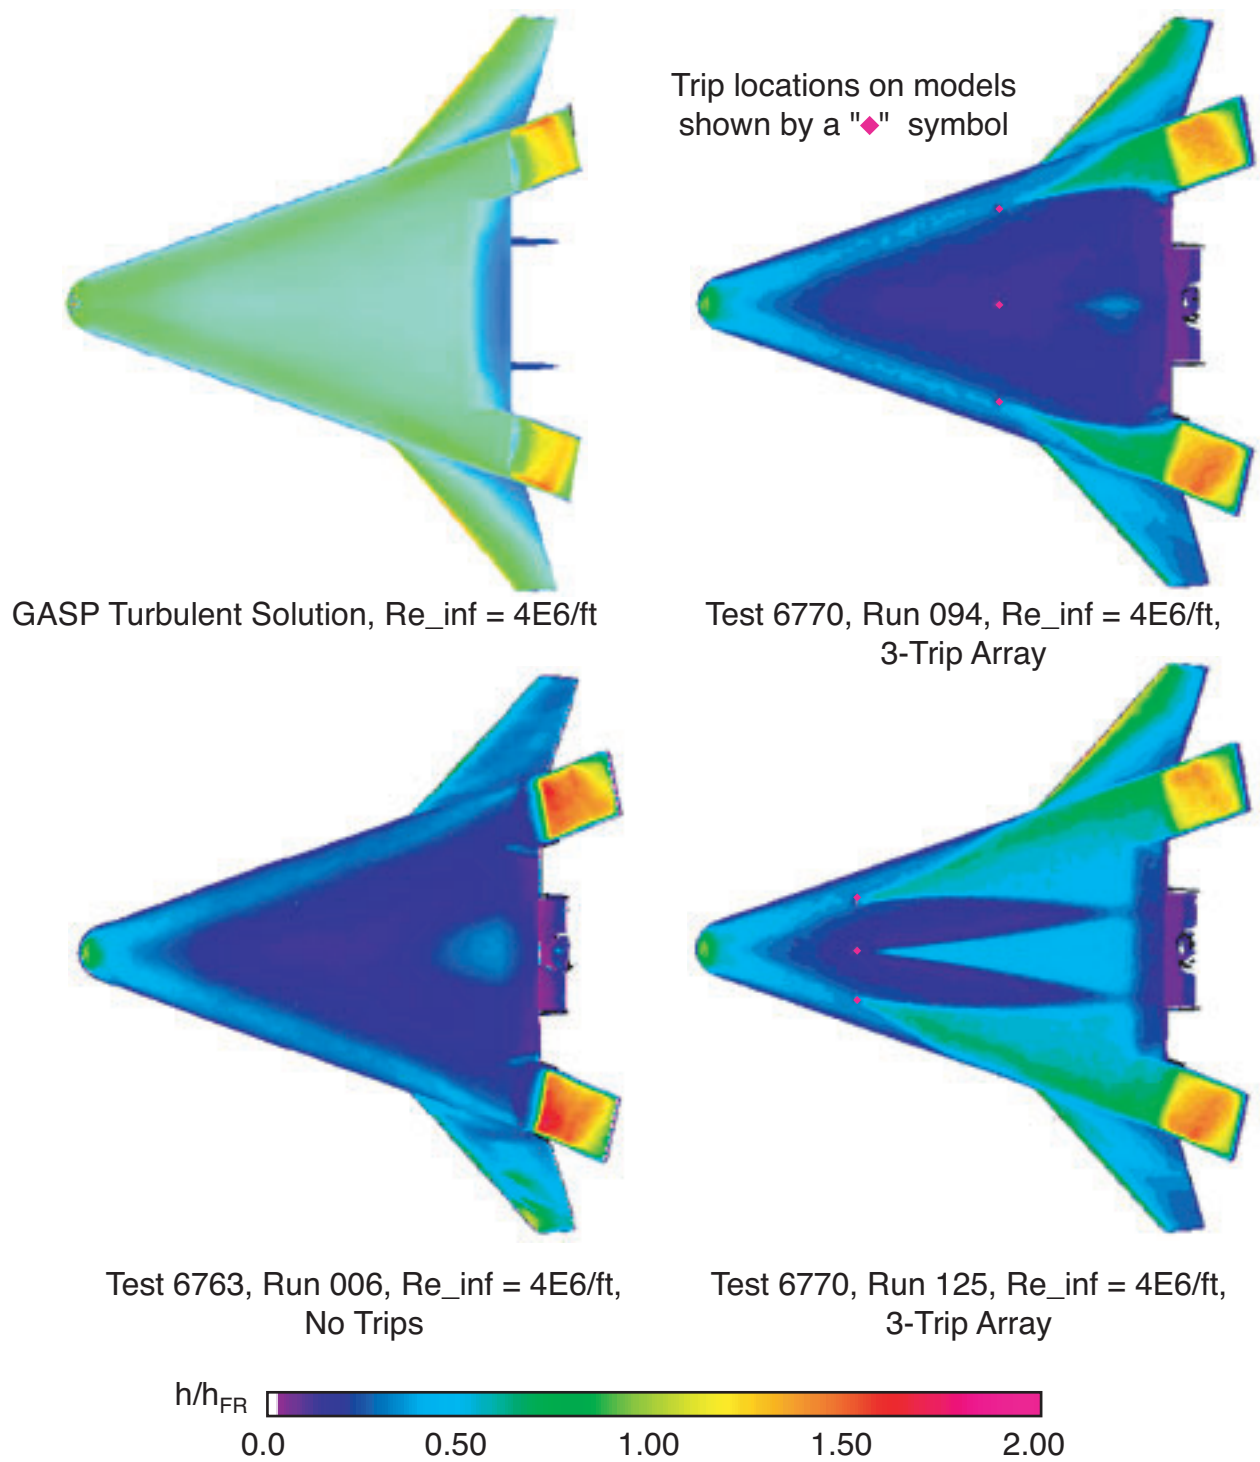 Trip locations on models
shown by a "◆" symbol
GASP Turbulent Solution, Re_inf = 4E6/ft
Test 6770, Run 094, Re_inf = 4E6/ft,
3-Trip Array
Test 6763, Run 006, Re_inf = 4E6/ft,
No Trips
Test 6770, Run 125, Re_inf = 4E6/ft,
3-Trip Array
h/hFR
0.0 0.50 1.00 1.50 2.00